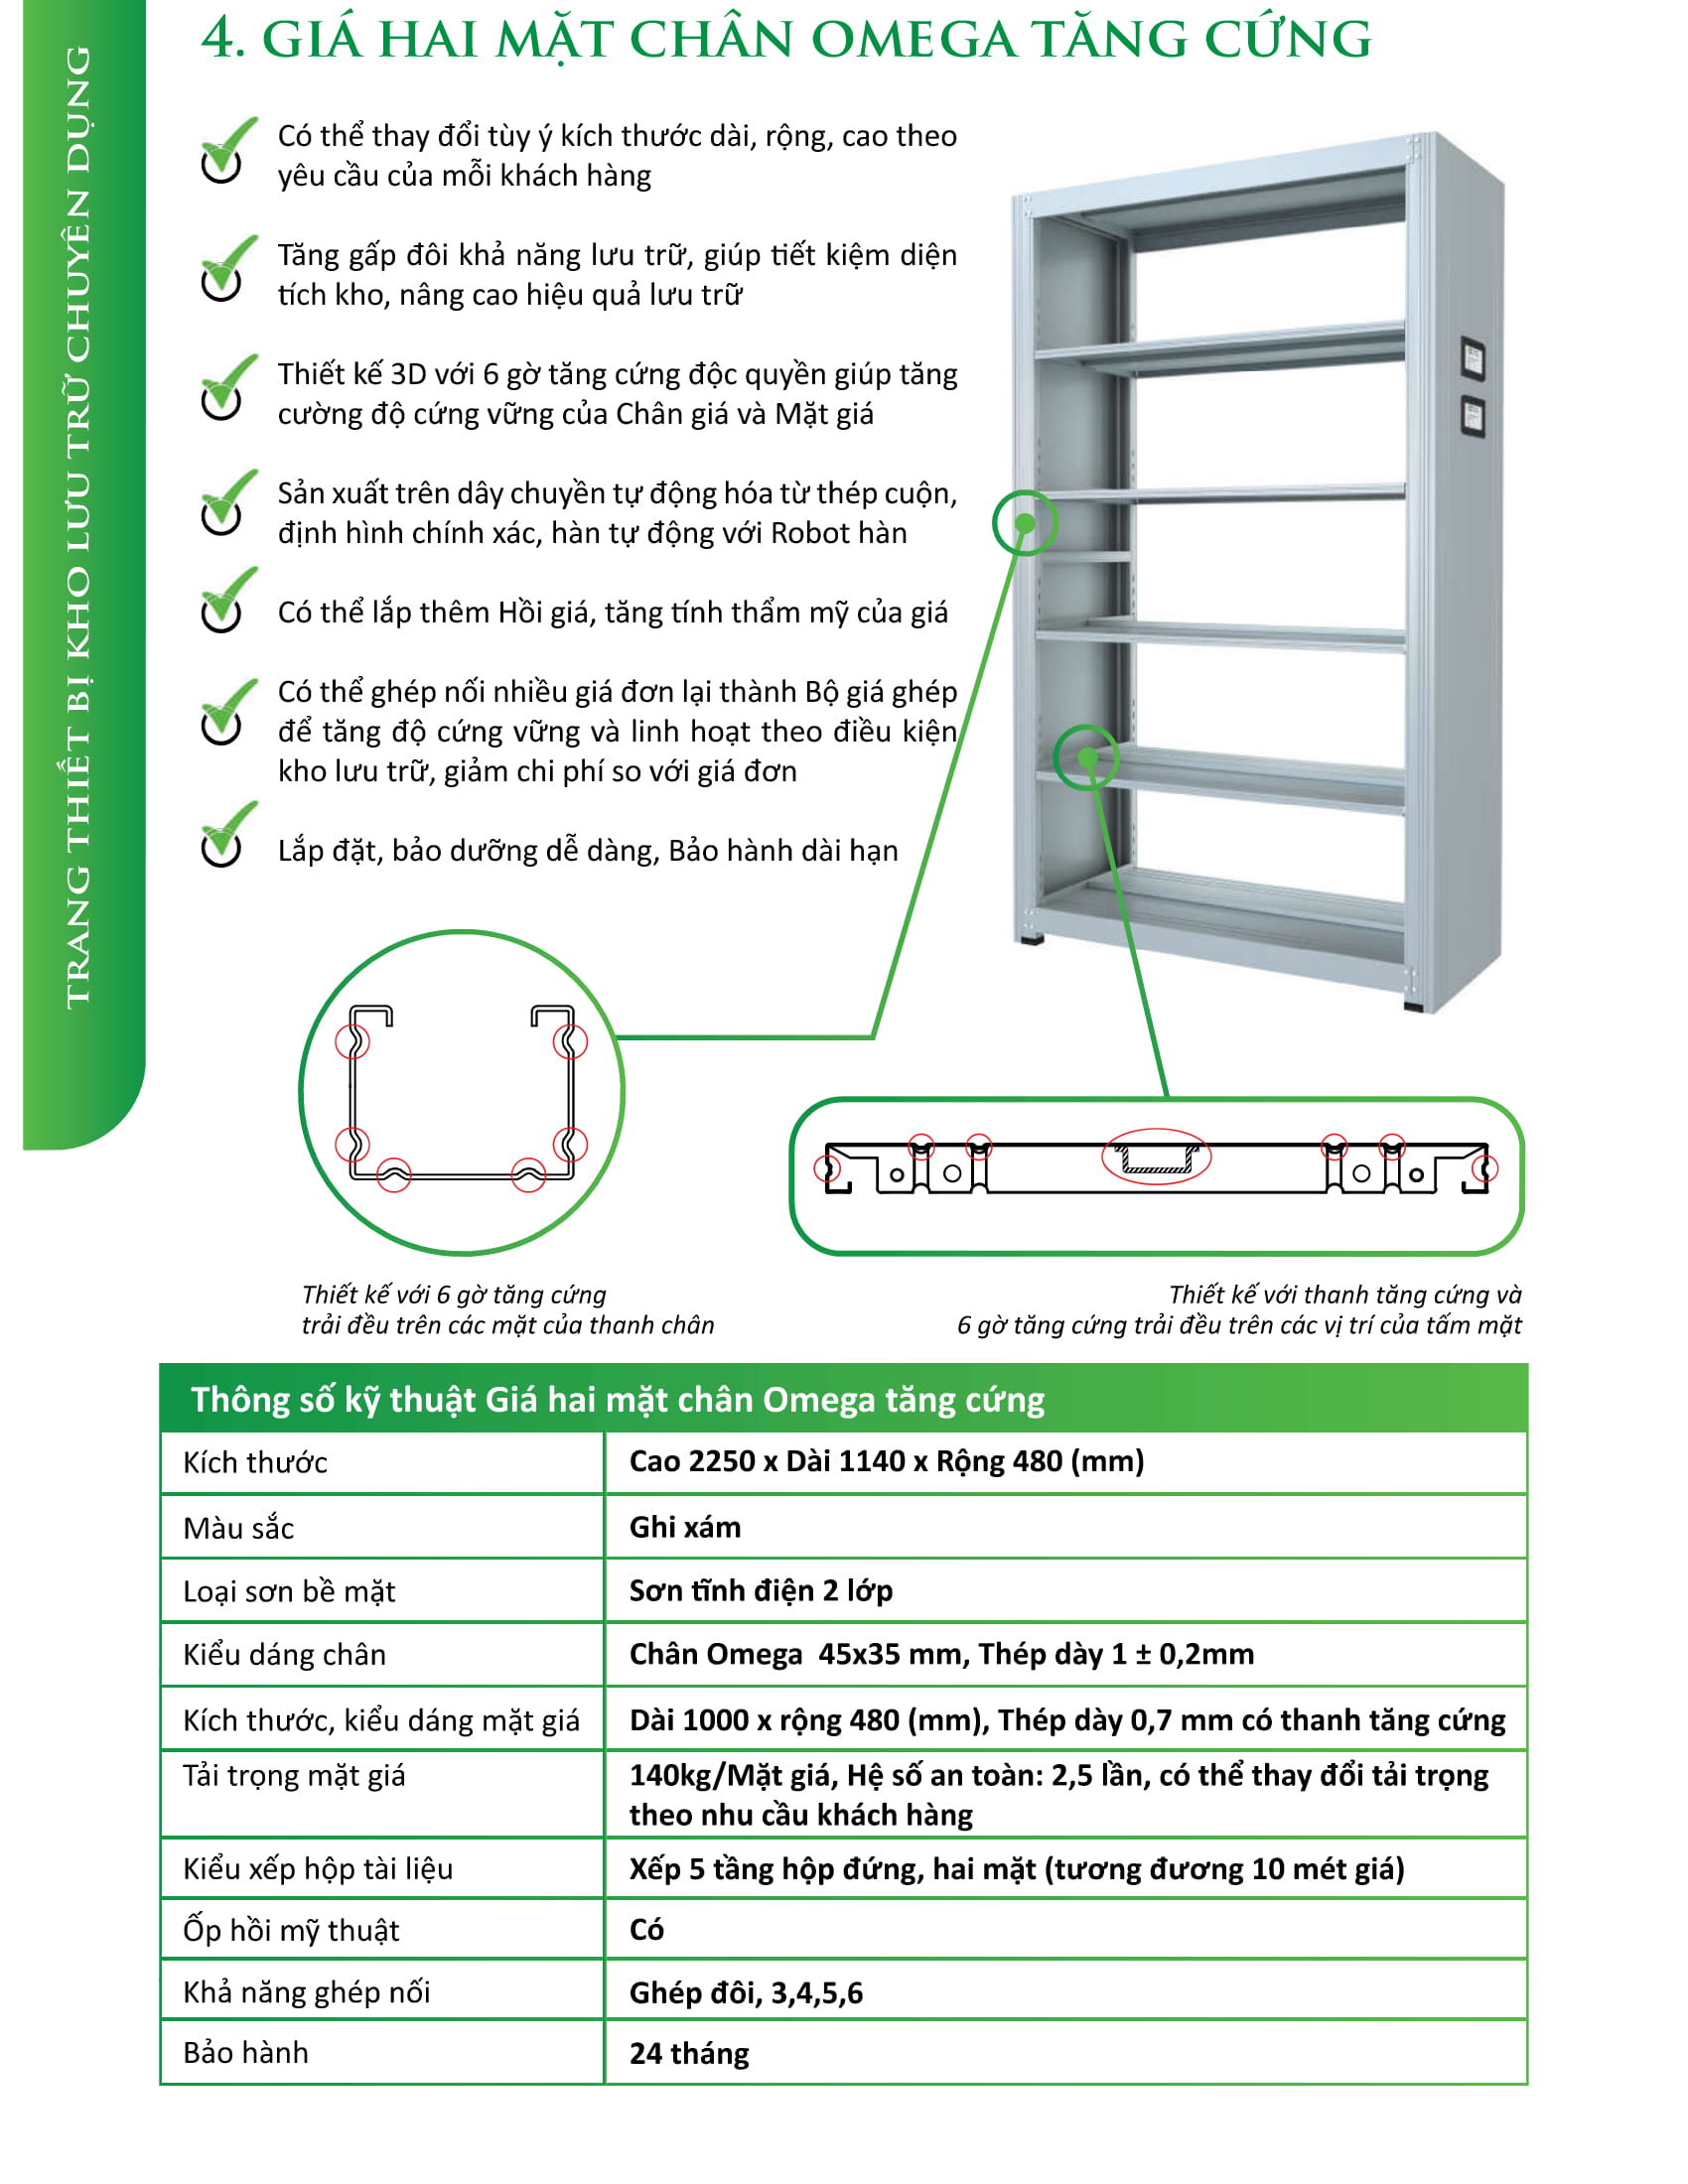 TRANG THIẾT BỊ KHO LƯU TRỮ CHUYÊN DỤNG
4. GIÁ HAI MẶT CHÂN OMEGA TĂNG CỨNG
Có thể thay đổi tùy ý kích thước dài, rộng, cao theo
yêu cầu của mỗi khách hàng
Tăng gấp đôi khả năng lưu trữ, giúp tiết kiệm diện
tích kho, nâng cao hiệu quả lưu trữ
Thiết kế 3D với 6 gờ tăng cứng độc quyền giúp tăng
cường độ cứng vững của Chân giá và Mặt giá
Sản xuất trên dây chuyền tự động hóa từ thép cuộn,
định hình chính xác, hàn tự động với Robot hàn
Có thể lắp thêm Hồi giá, tăng tính thẩm mỹ của giá
Có thể ghép nối nhiều giá đơn lại thành Bộ giá ghép
để tăng độ cứng vững và linh hoạt theo điều kiện
kho lưu trữ, giảm chi phí so với giá đơn
Lắp đặt, bảo dưỡng dễ dàng, Bảo hành dài hạn
Thiết kế với 6 gờ tăng cứng
trải đều trên các mặt của thanh chân
Thiết kế với thanh tăng cứng và
6 gờ tăng cứng trải đều trên các vị trí của tấm mặt
Thông số kỹ thuật Giá hai mặt chân Omega tăng cứng
Kích thước Cao 2250 x Dài 1140 x Rộng 480 (mm)
Màu sắc Ghi xám
Loại sơn bề mặt Sơn tĩnh điện 2 lớp
Kiểu dáng chân Chân Omega 45x35 mm, Thép dày 1 ± 0,2mm
Kích thước, kiểu dáng mặt giá Dài 1000 x rộng 480 (mm), Thép dày 0,7 mm có thanh tăng cứng
Tải trọng mặt giá 140kg/Mặt giá, Hệ số an toàn: 2,5 lần, có thể thay đổi tải trọng
theo nhu cầu khách hàng
Kiểu xếp hộp tài liệu Xếp 5 tầng hộp đứng, hai mặt (tương đương 10 mét giá)
Ốp hồi mỹ thuật Có
Khả năng ghép nối Ghép đôi, 3,4,5,6
Bảo hành 24 tháng